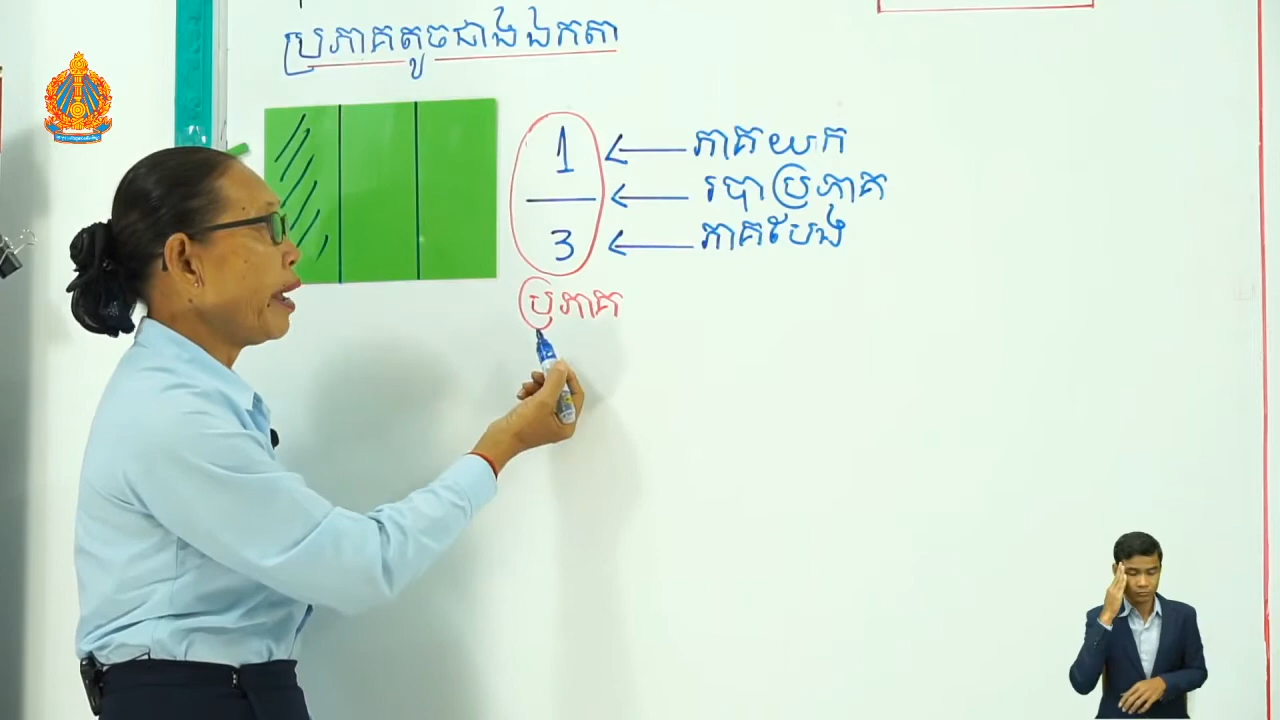 ប្រភាគតូចជាងឯកតា
1 ← ភាគយក
← របាប្រភាគ
3 ← ភាគបែង
ប្រភាគ